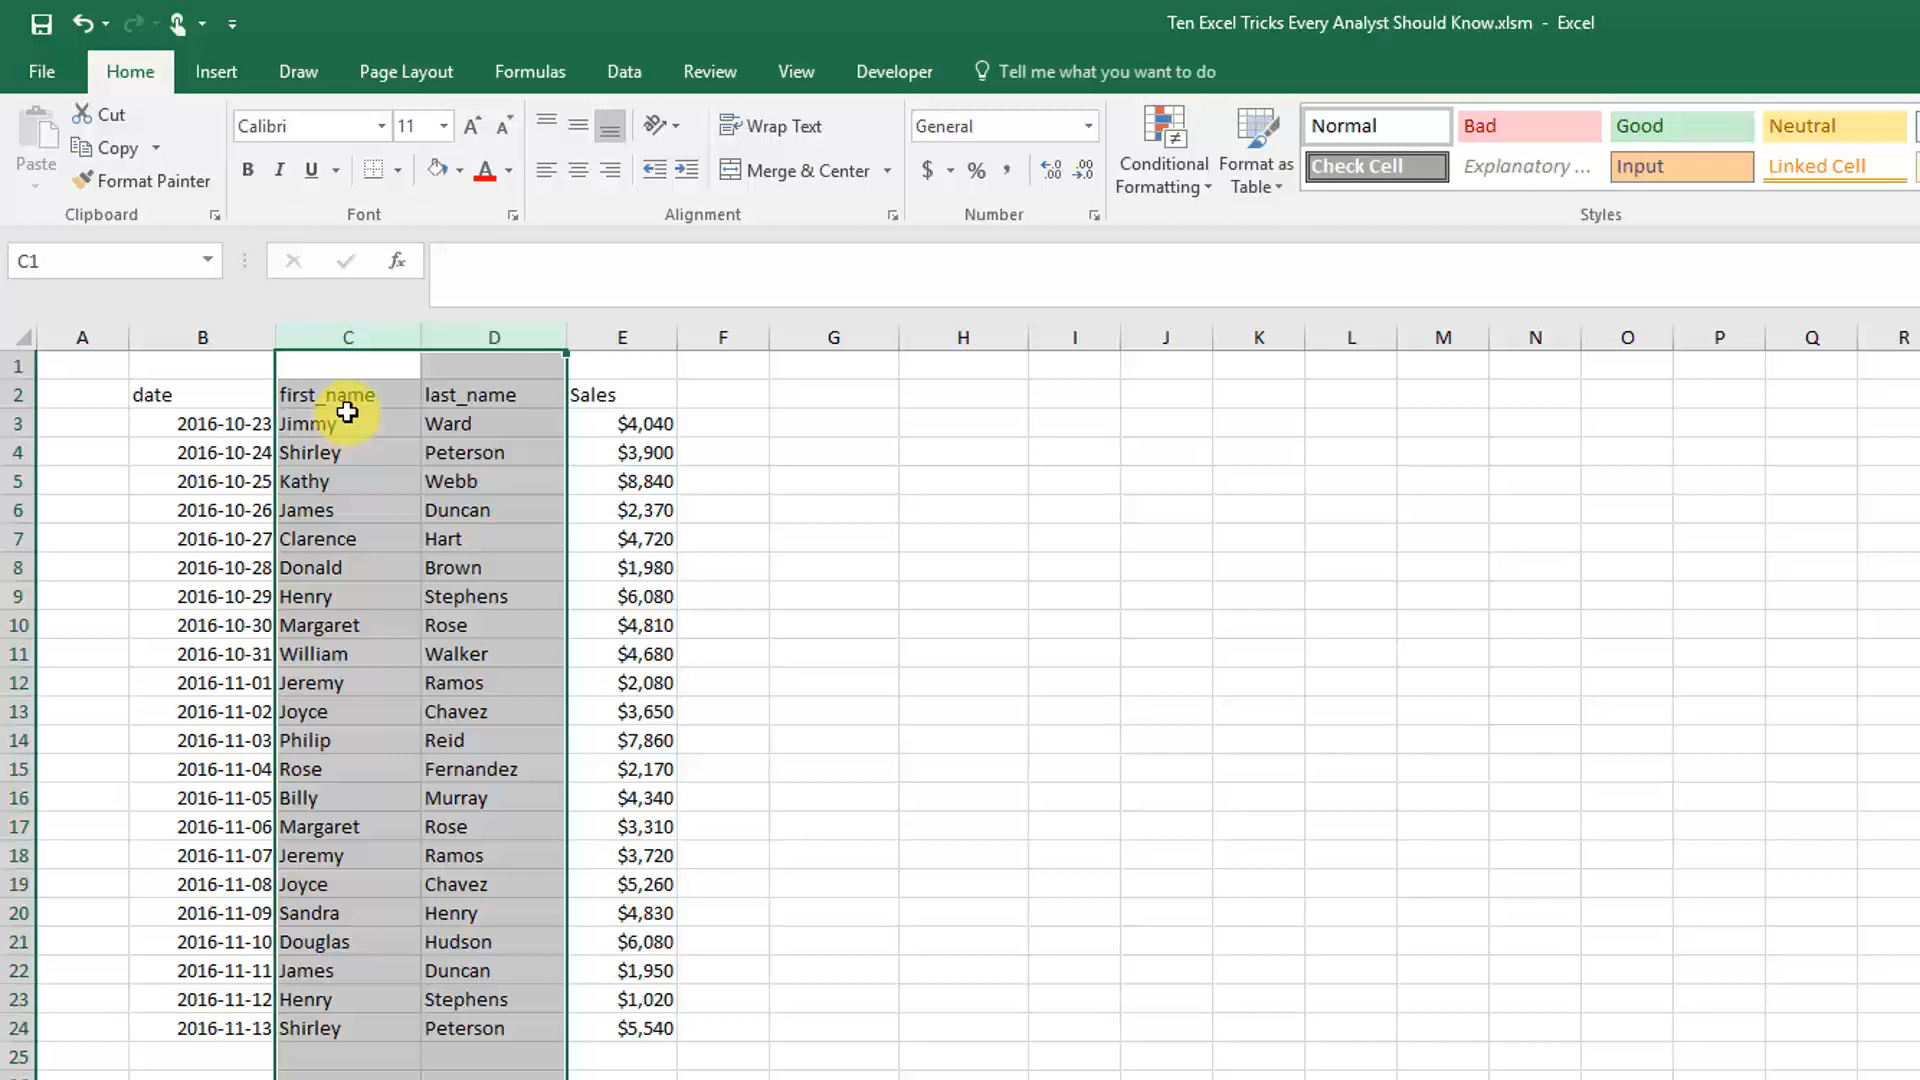 Ten Excel Tricks Every Analyst Should Know.xlsm - Excel
File Home Insert Draw Page Layout Formulas Data Review View Developer Tell me what you want to do
Paste
Cut
Copy
Format Painter
Clipboard
Calibri 11
B I U
Font
Wrap Text
Merge & Center
Alignment
General
$ % ,
Number
Conditional Formatting
Format as Table
Normal Bad Good Neutral
Check Cell Explanatory ... Input Linked Cell
Styles
C1 fx
A B C D E F G H I J K L M N O P Q R
1
2 date first_name last_name Sales
3 2016-10-23 Jimmy Ward $4,040
4 2016-10-24 Shirley Peterson $3,900
5 2016-10-25 Kathy Webb $8,840
6 2016-10-26 James Duncan $2,370
7 2016-10-27 Clarence Hart $4,720
8 2016-10-28 Donald Brown $1,980
9 2016-10-29 Henry Stephens $6,080
10 2016-10-30 Margaret Rose $4,810
11 2016-10-31 William Walker $4,680
12 2016-11-01 Jeremy Ramos $2,080
13 2016-11-02 Joyce Chavez $3,650
14 2016-11-03 Philip Reid $7,860
15 2016-11-04 Rose Fernandez $2,170
16 2016-11-05 Billy Murray $4,340
17 2016-11-06 Margaret Rose $3,310
18 2016-11-07 Jeremy Ramos $3,720
19 2016-11-08 Joyce Chavez $5,260
20 2016-11-09 Sandra Henry $4,830
21 2016-11-10 Douglas Hudson $6,080
22 2016-11-11 James Duncan $1,950
23 2016-11-12 Henry Stephens $1,020
24 2016-11-13 Shirley Peterson $5,540
25